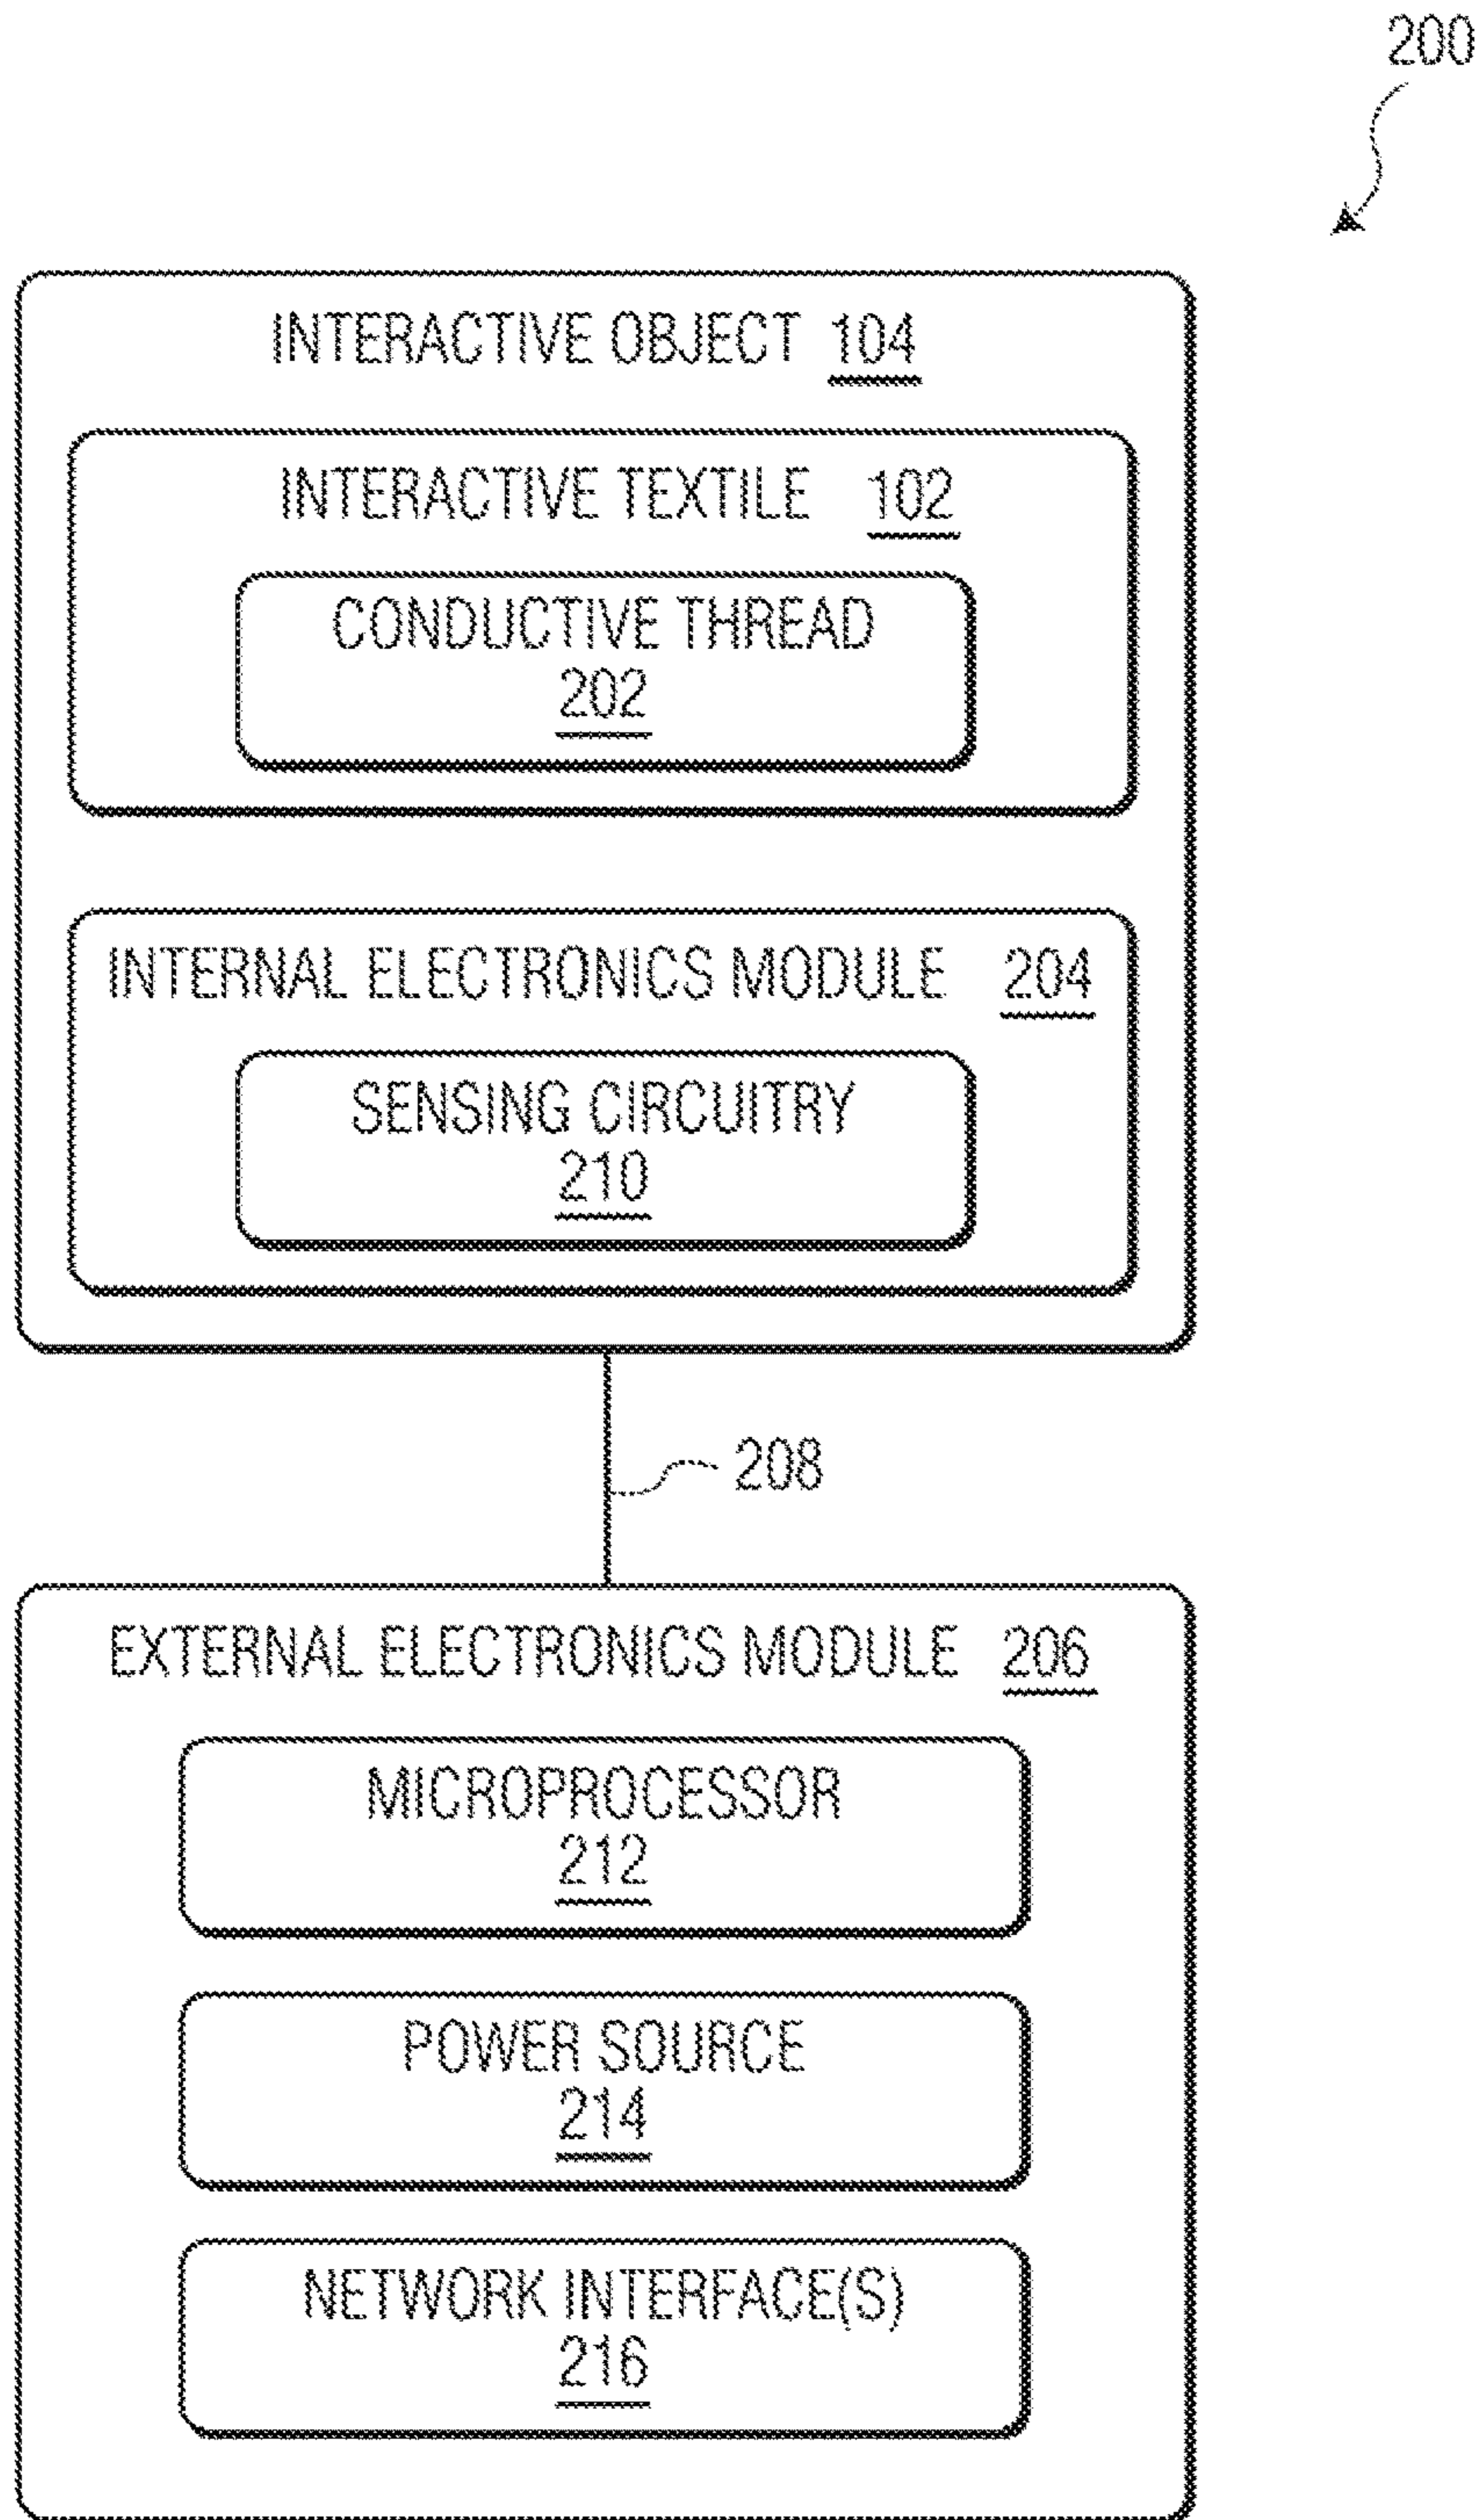 200
INTERACTIVE OBJECT 104
INTERACTIVE TEXTILE 102
CONDUCTIVE THREAD
202
INTERNAL ELECTRONICS MODULE 204
SENSING CIRCUITRY
210
208
EXTERNAL ELECTRONICS MODULE 206
MICROPROCESSOR
212
POWER SOURCE
214
NETWORK INTERFACE(S)
216